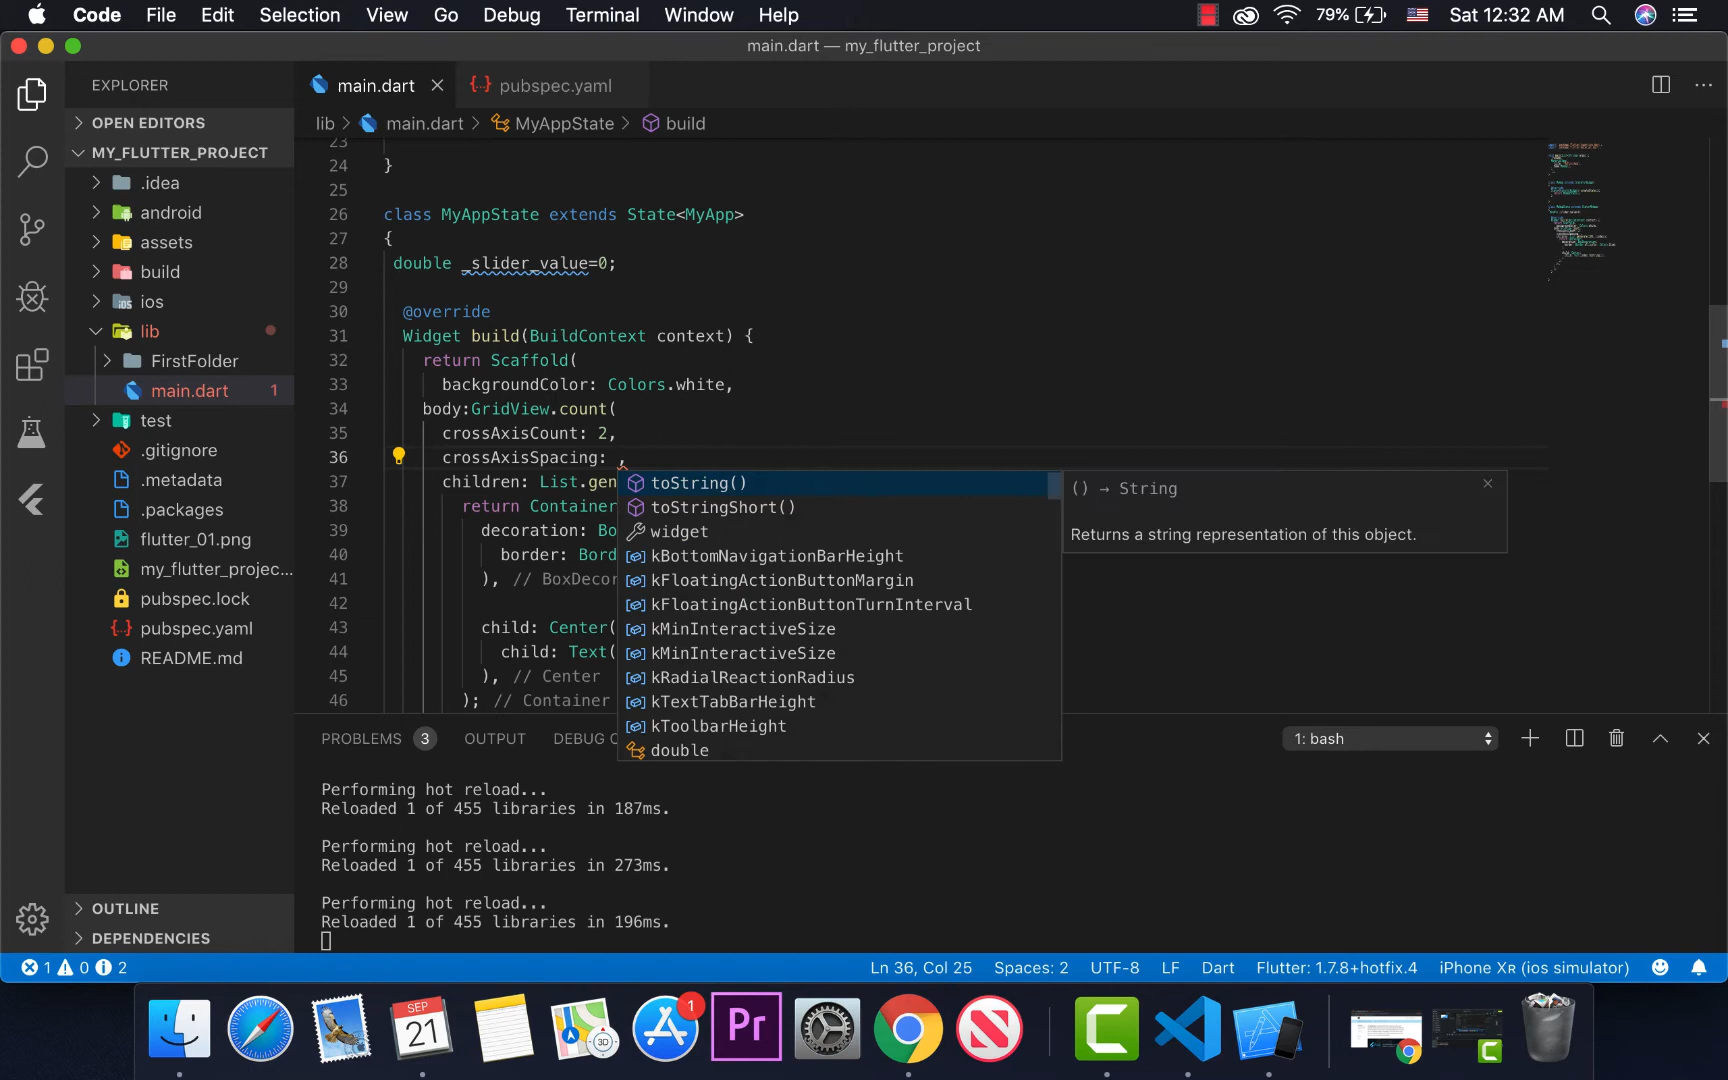 Code File Edit Selection View Go Debug Terminal Window Help 79% Sat 12:32 AM
main.dart — my_flutter_project
EXPLORER
main.dart
pubspec.yaml
OPEN EDITORS
lib main.dart MyAppState build
MY_FLUTTER_PROJECT
.idea
android
assets
build
ios
lib
FirstFolder
main.dart 1
test
.gitignore
.metadata
.packages
flutter_01.png
my_flutter_projec...
pubspec.lock
pubspec.yaml
README.md
OUTLINE
DEPENDENCIES
23
24 }
25
26 class MyAppState extends State<MyApp>
27 {
28 double _slider_value=0;
29
30 @override
31 Widget build(BuildContext context) {
32 return Scaffold(
33 backgroundColor: Colors.white,
34 body:GridView.count(
35 crossAxisCount: 2,
36 crossAxisSpacing: ,
37 children: List.gen
38 return Container
39 decoration: Bo
40 border: Bord
41 ), // BoxDecor
42
43 child: Center(
44 child: Text(
45 ), // Center
46 ); // Container
toString()
toStringShort()
widget
kBottomNavigationBarHeight
kFloatingActionButtonMargin
kFloatingActionButtonTurnInterval
kMinInteractiveSize
kMinInteractiveSize
kRadialReactionRadius
kTextTabBarHeight
kToolbarHeight
double
() → String
Returns a string representation of this object.
PROBLEMS 3 OUTPUT DEBUG C 1: bash
Performing hot reload...
Reloaded 1 of 455 libraries in 187ms.
Performing hot reload...
Reloaded 1 of 455 libraries in 273ms.
Performing hot reload...
Reloaded 1 of 455 libraries in 196ms.
1 0 2 Ln 36, Col 25 Spaces: 2 UTF-8 LF Dart Flutter: 1.7.8+hotfix.4 iPhone XR (ios simulator)
SEP
21
3D
1
Pr